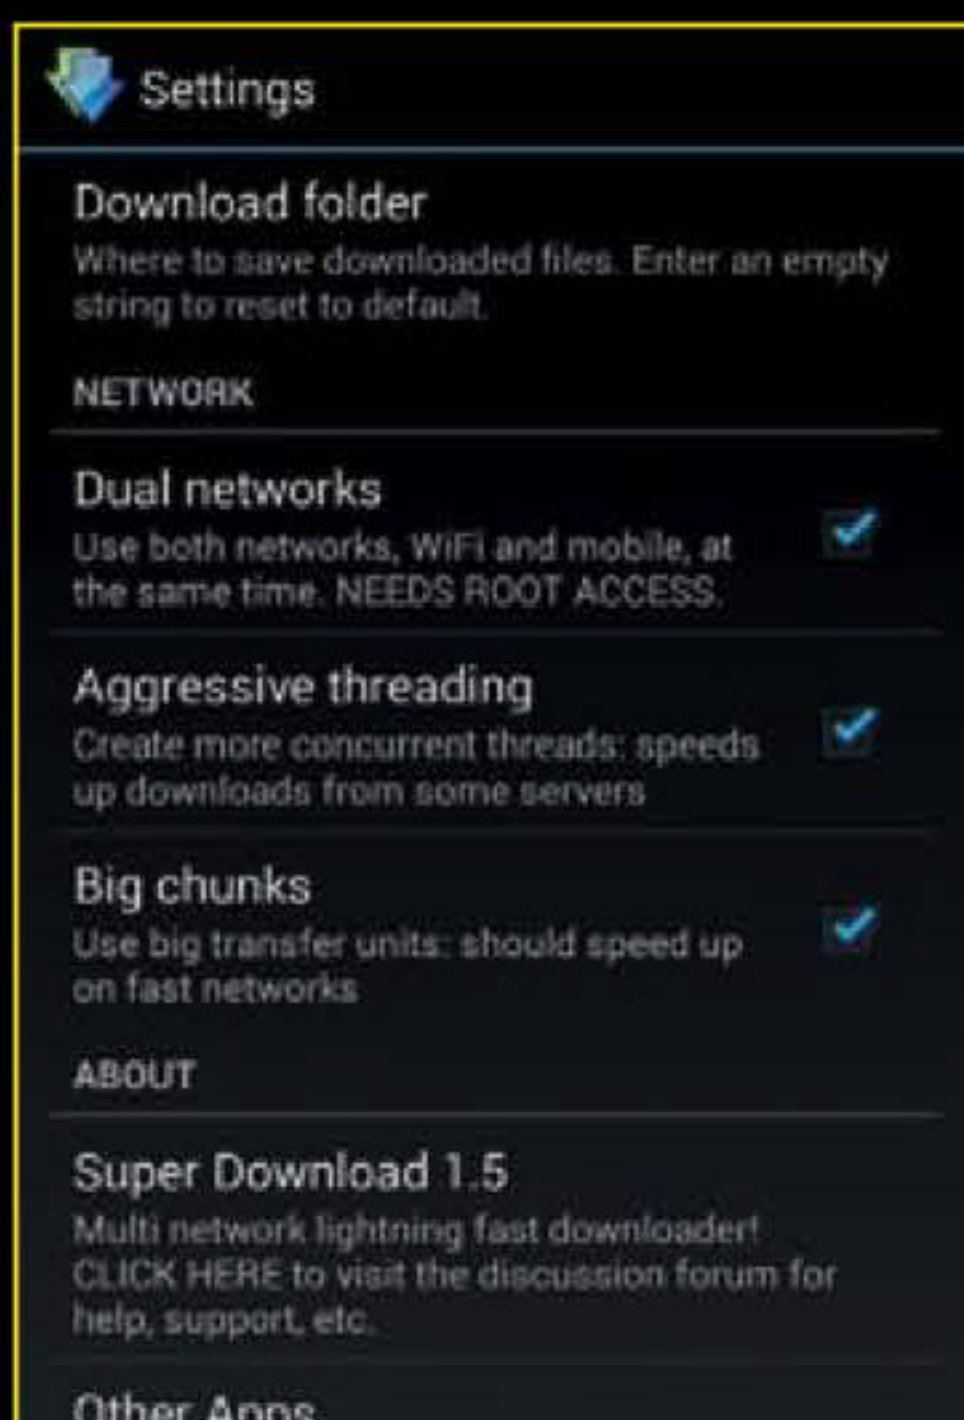 Settings
Download folder
Where to save downloaded files. Enter an empty
string to reset to default.
NETWORK
Dual networks
Use both networks, WiFi and mobile, at
the same time. NEEDS ROOT ACCESS.
Aggressive threading
Create more concurrent threads: speeds
up downloads from some servers
Big chunks
Use big transfer units: should speed up
on fast networks
ABOUT
Super Download 1.5
Multi network lightning fast downloader!
CLICK HERE to visit the discussion forum for
help, support, etc.
Other Apps